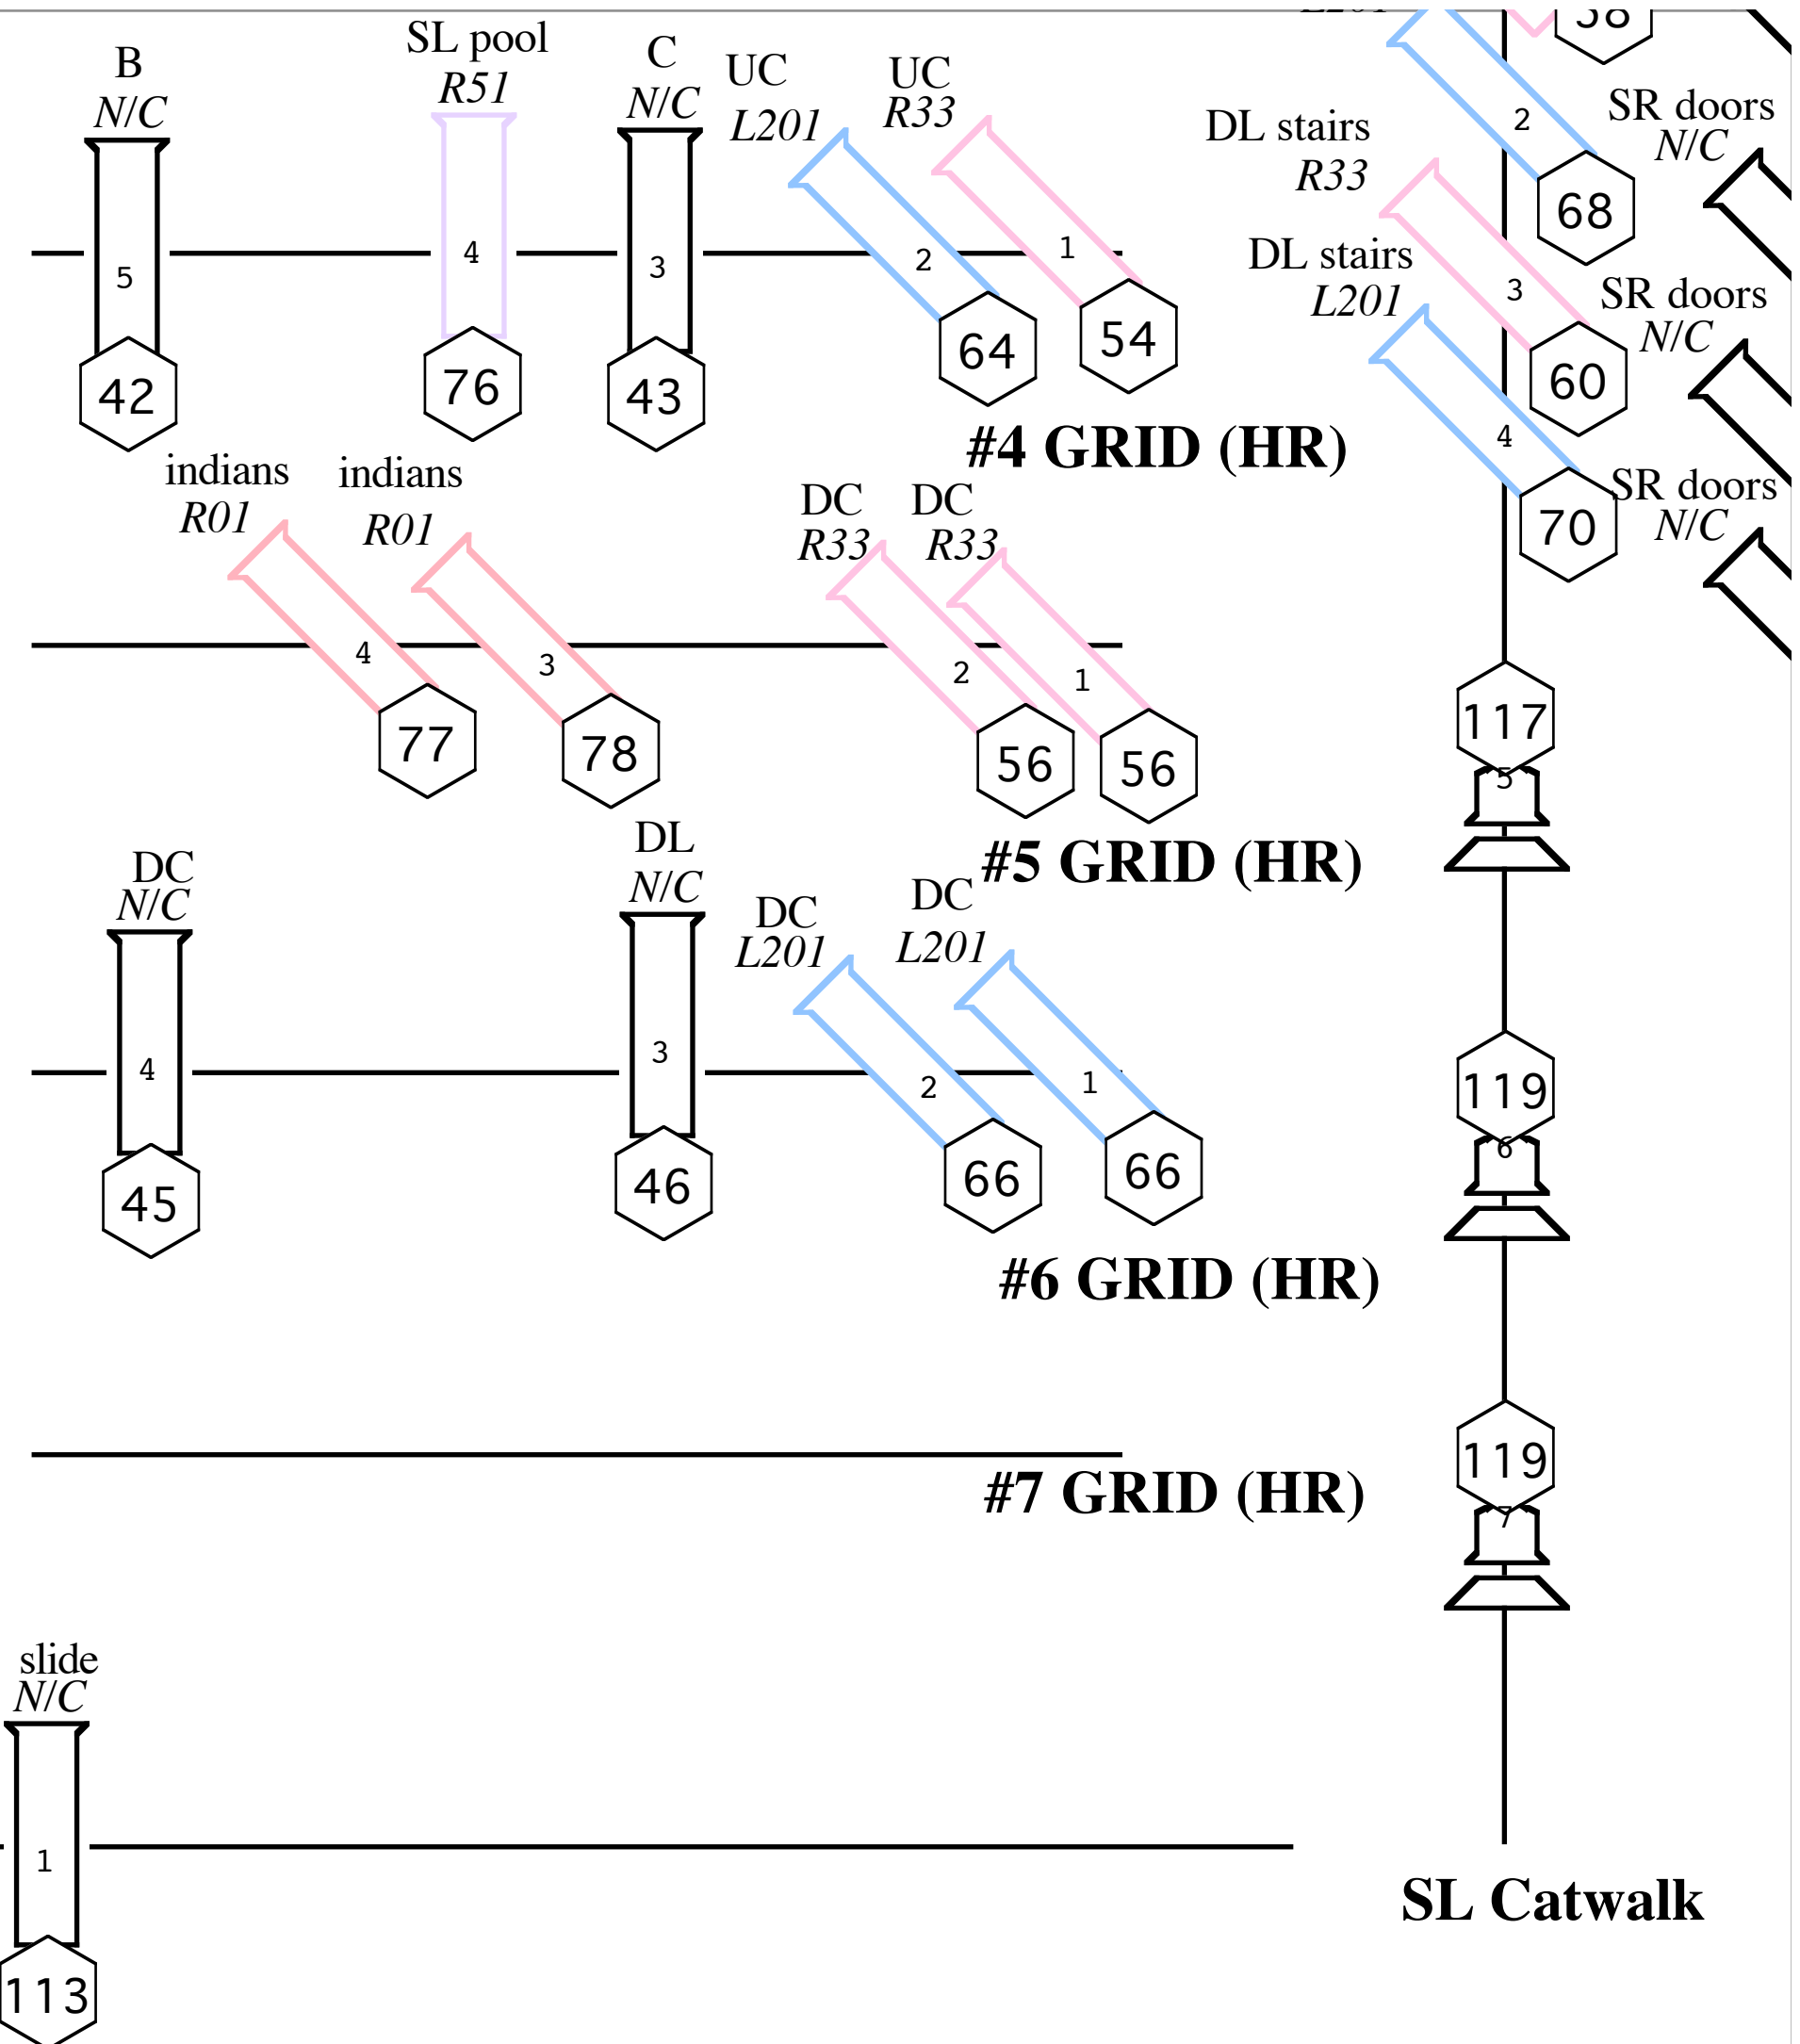 B
N/C
SL pool
R51
C
N/C
UC
L201
UC
R33
5
4
3
2
1
42
76
43
64
54
#4 GRID (HR)
indians
R01
indians
R01
DC
R33
DC
R33
4
3
2
1
77
78
56
56
#5 GRID (HR)
DC
N/C
DL
N/C
DC
L201
DC
L201
4
3
2
1
45
46
66
66
#6 GRID (HR)
#7 GRID (HR)
slide
N/C
1
113
L201
38
2
68
DL stairs
R33
3
60
DL stairs
L201
4
70
SR doors
N/C
SR doors
N/C
SR doors
N/C
117
5
119
6
119
7
SL Catwalk